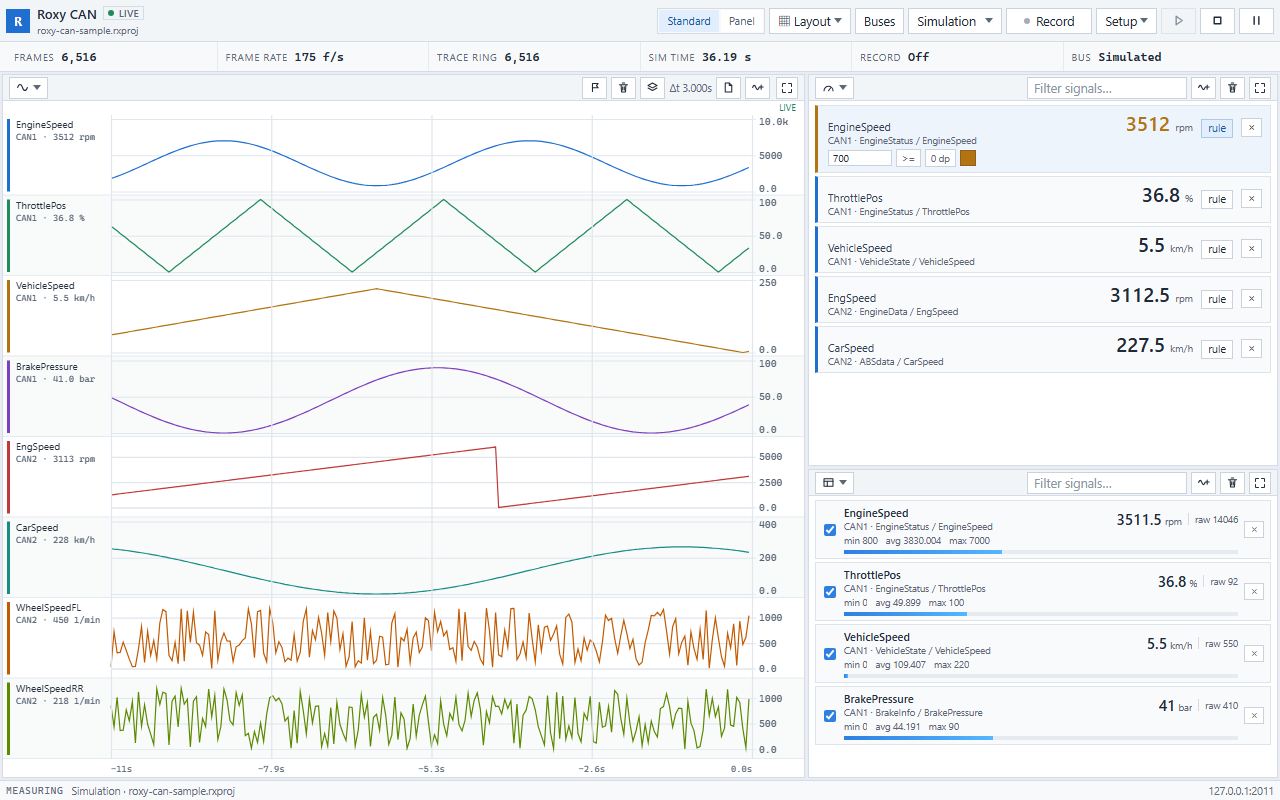 R Roxy CAN LIVE
roxy-can-sample.rxproj
Standard Panel Layout Buses Simulation Record Setup
FRAMES 6,516 FRAME RATE 175 f/s TRACE RING 6,516 SIM TIME 36.19 s RECORD Off BUS Simulated
Δt 3.000s
LIVE
EngineSpeed
CAN1 · 3512 rpm
10.0k
5000
0.0
ThrottlePos
CAN1 · 36.8 %
100
50.0
0.0
VehicleSpeed
CAN1 · 5.5 km/h
250
0.0
BrakePressure
CAN1 · 41.0 bar
100
50.0
0.0
EngSpeed
CAN2 · 3113 rpm
5000
2500
0.0
CarSpeed
CAN2 · 228 km/h
400
200
0.0
WheelSpeedFL
CAN2 · 450 1/min
1000
500
0.0
WheelSpeedRR
CAN2 · 218 1/min
1000
500
0.0
-11s -7.9s -5.3s -2.6s 0.0s
Filter signals...
EngineSpeed 3512 rpm rule ×
CAN1 · EngineStatus / EngineSpeed
700 >= 0 dp
ThrottlePos 36.8 % rule ×
CAN1 · EngineStatus / ThrottlePos
VehicleSpeed 5.5 km/h rule ×
CAN1 · VehicleState / VehicleSpeed
EngSpeed 3112.5 rpm rule ×
CAN2 · EngineData / EngSpeed
CarSpeed 227.5 km/h rule ×
CAN2 · ABSdata / CarSpeed
Filter signals...
EngineSpeed 3511.5 rpm raw 14046 ×
CAN1 · EngineStatus / EngineSpeed
min 800 avg 3830.004 max 7000
ThrottlePos 36.8 % raw 92 ×
CAN1 · EngineStatus / ThrottlePos
min 0 avg 49.899 max 100
VehicleSpeed 5.5 km/h raw 550 ×
CAN1 · VehicleState / VehicleSpeed
min 0 avg 109.407 max 220
BrakePressure 41 bar raw 410 ×
CAN1 · BrakeInfo / BrakePressure
min 0 avg 44.191 max 90
MEASURING Simulation · roxy-can-sample.rxproj 127.0.0.1:2011